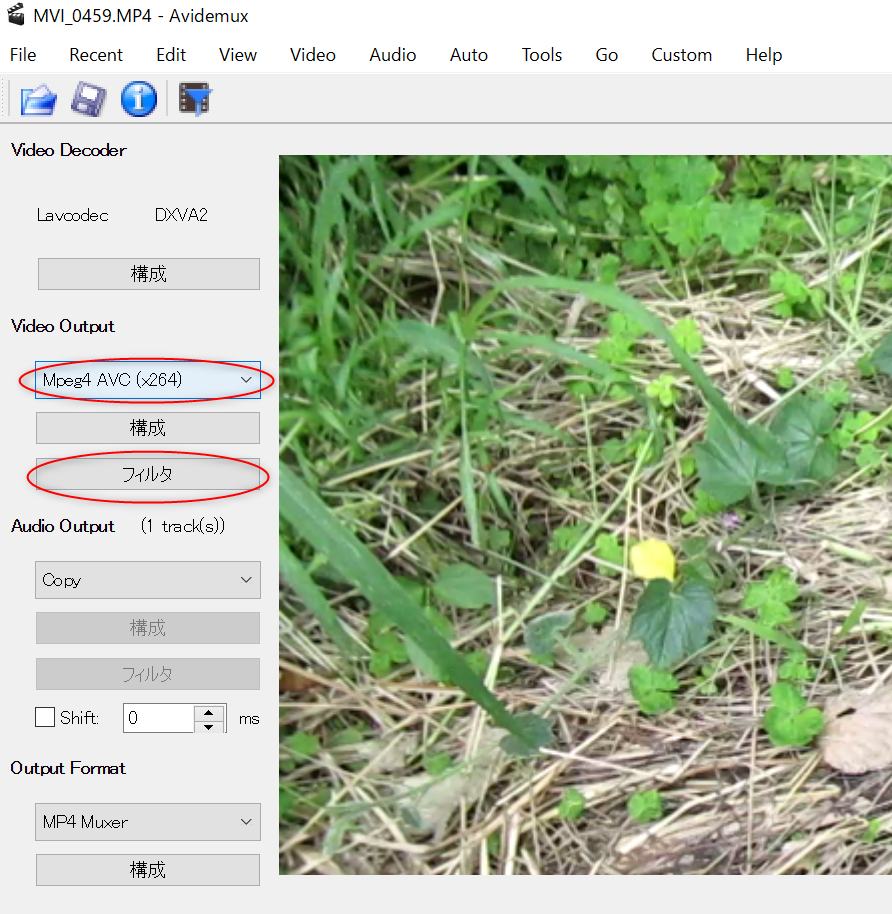 MVI_0459.MP4 - Avidemux
File Recent Edit View Video Audio Auto Tools Go Custom Help
Video Decoder
Lavcodec DXVA2
構成
Video Output
Mpeg4 AVC (x264)
構成
フィルタ
Audio Output (1 track(s))
Copy
構成
フィルタ
Shift: 0 ms
Output Format
MP4 Muxer
構成